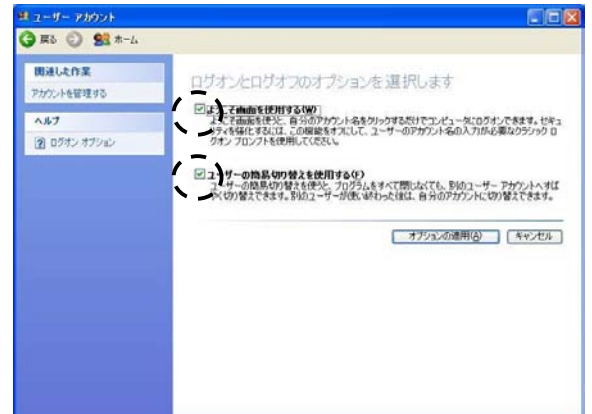 ユーザー アカウント
戻る ホーム
関連した作業
アカウントを管理する
ヘルプ
ログオン オプション
ログオンとログオフのオプションを選択します
ようこそ画面を使用する(W)
ようこそ画面を使うと、自分のアカウント名をクリックするだけでコンピュータにログオンできます。セキュ
リティを強化するには、この機能をオフにして、ユーザーのアカウント名の入力が必要なクラシック ロ
グオン プロンプトを使用してください。
ユーザーの簡易切り替えを使用する(F)
ユーザーの簡易切り替えを使うと、プログラムをすべて閉じなくても、別のユーザー アカウントへすば
やく切り替えできます。別のユーザーが使い終わった後は、自分のアカウントに切り替えできます。
オプションの適用(A) キャンセル